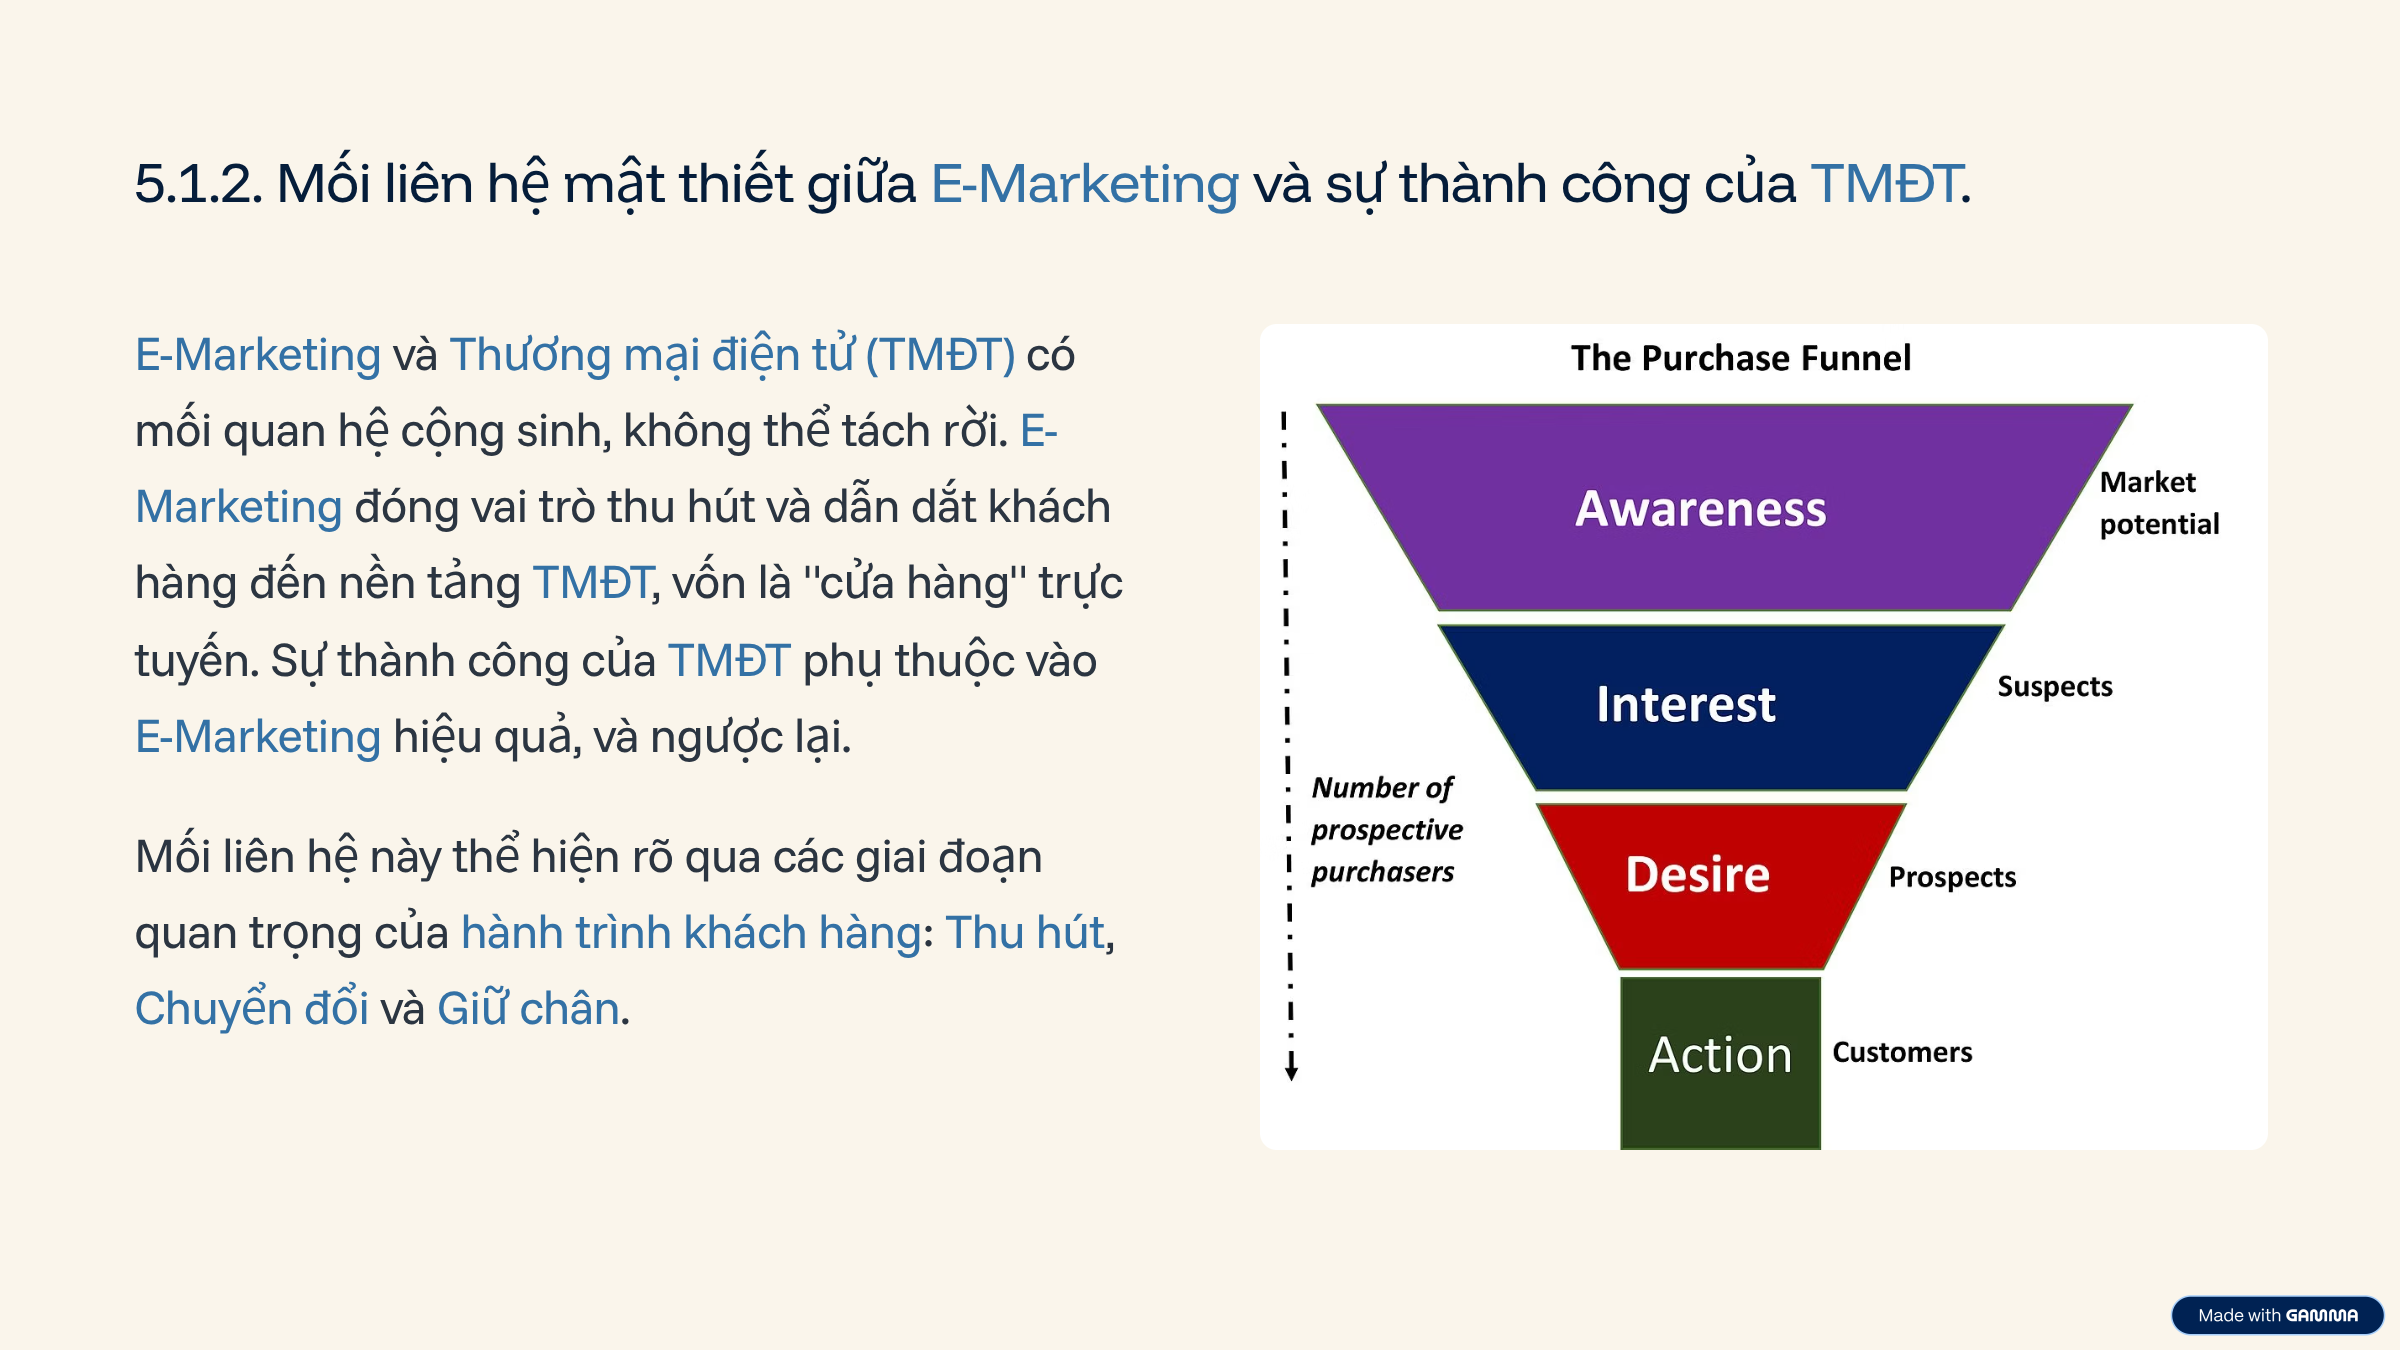 5.1.2. Mối liên hệ mật thiết giữa E-Marketing và sự thành công của TMĐT.
E-Marketing và Thương mại điện tử (TMĐT) có
mối quan hệ cộng sinh, không thể tách rời. E-
Marketing đóng vai trò thu hút và dẫn dắt khách
hàng đến nền tảng TMĐT, vốn là "cửa hàng" trực
tuyến. Sự thành công của TMĐT phụ thuộc vào
E-Marketing hiệu quả, và ngược lại.
Mối liên hệ này thể hiện rõ qua các giai đoạn
quan trọng của hành trình khách hàng: Thu hút,
Chuyển đổi và Giữ chân.
The Purchase Funnel
Awareness
Market
potential
Interest
Suspects
Number of
prospective
purchasers
Desire
Prospects
Action
Customers
Made with GAMMA